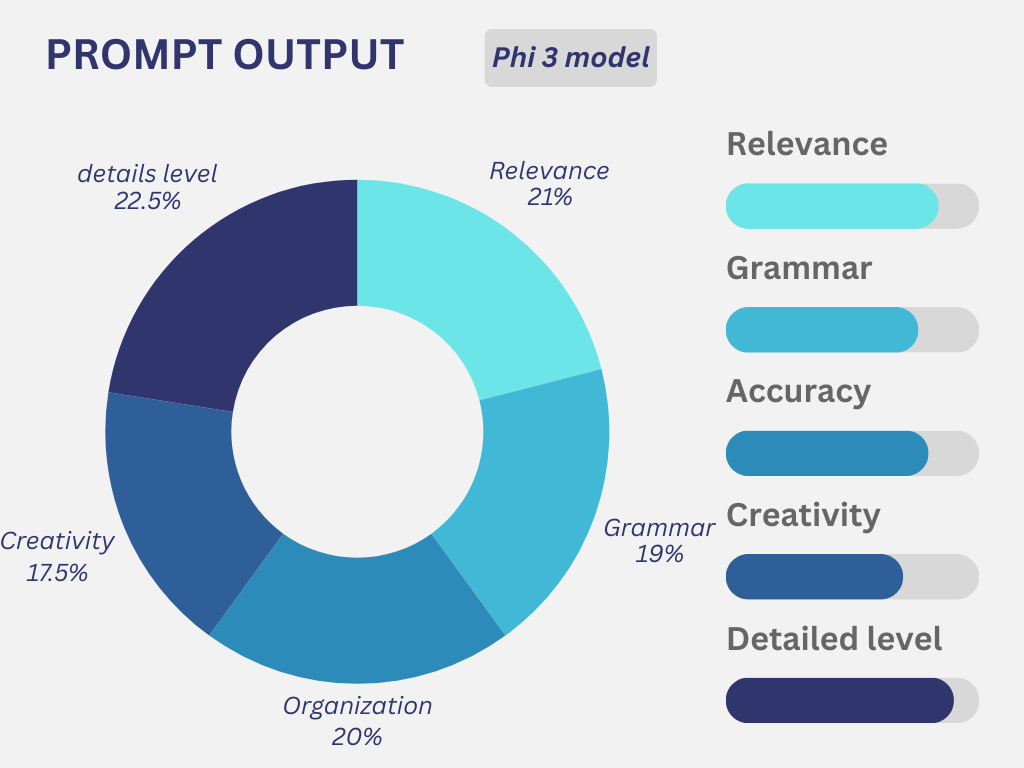 PROMPT OUTPUT
Phi 3 model
details level
22.5%
Relevance
21%
Creativity
17.5%
Grammar
19%
Organization
20%
Relevance
Grammar
Accuracy
Creativity
Detailed level